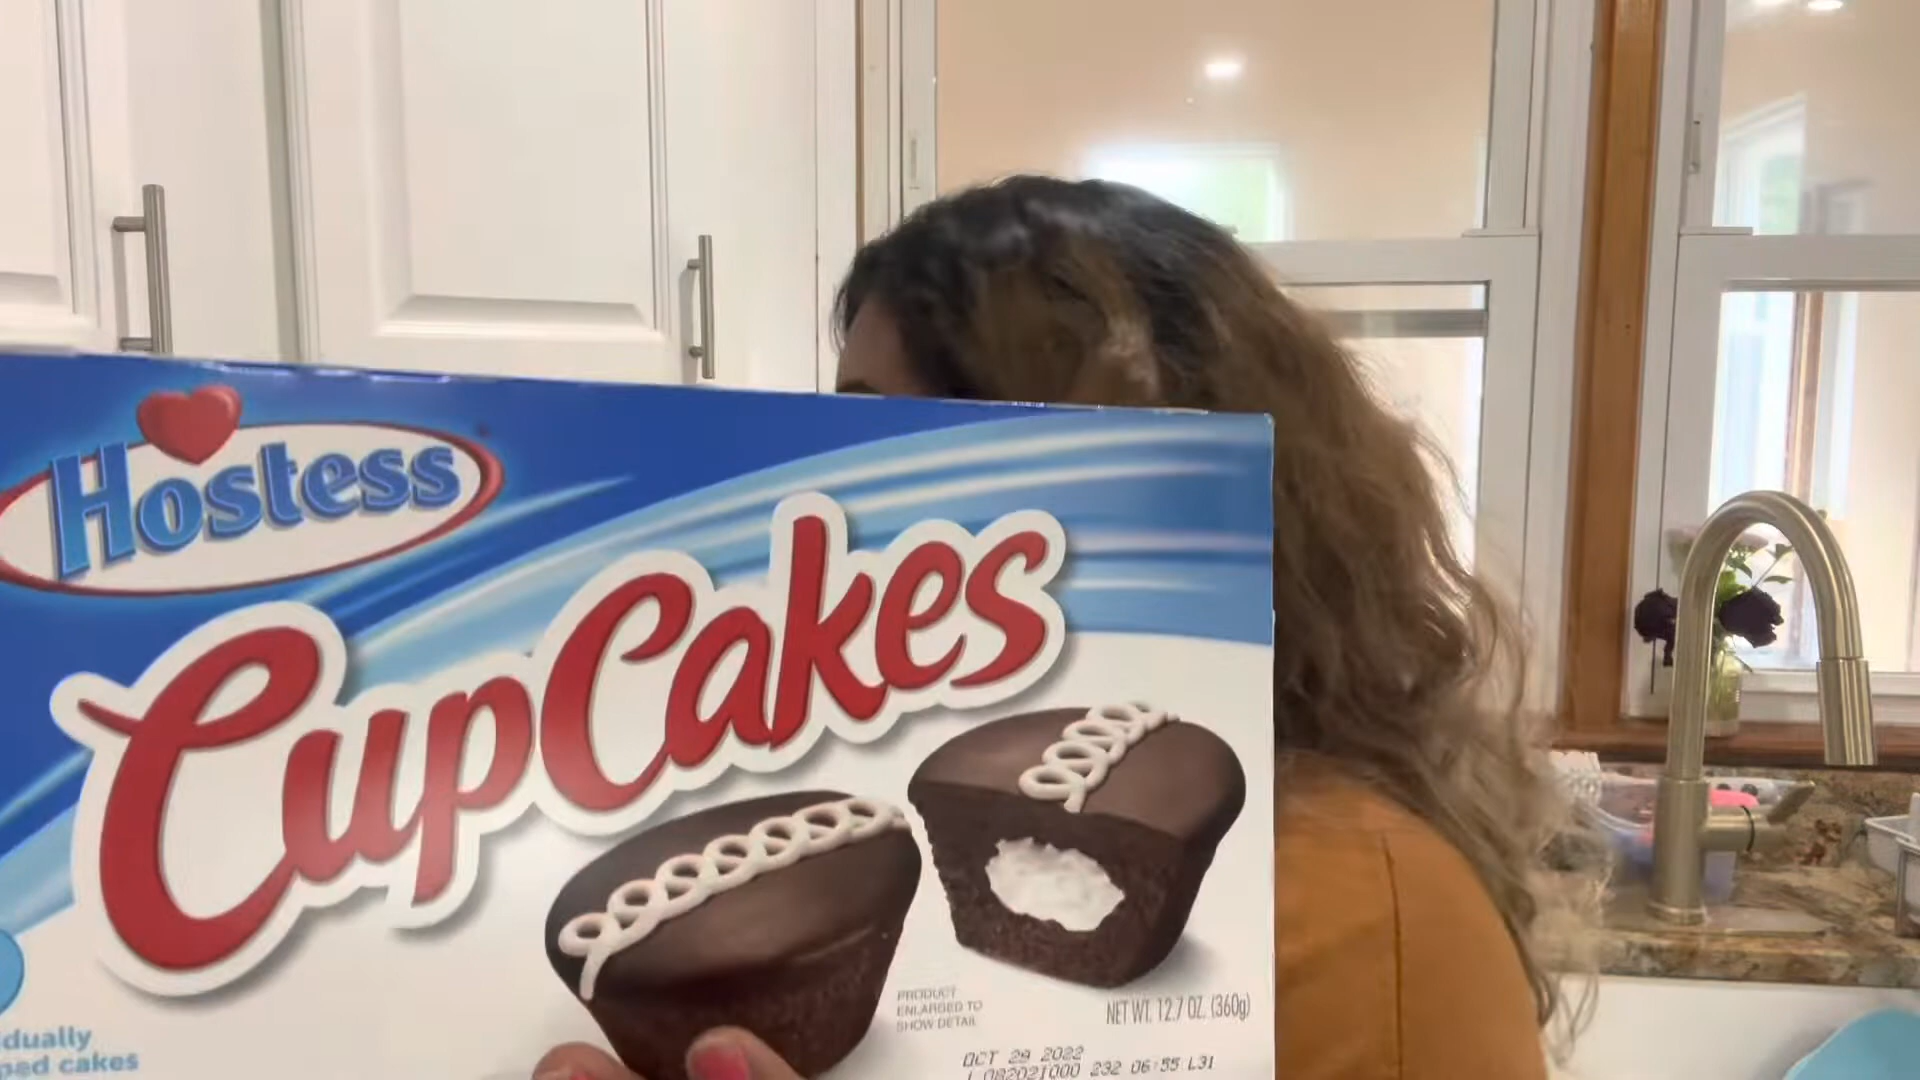 Hostess
CupCakes
dually
ped cakes
PRODUCT
ENLARGED TO
SHOW DETAIL
NET WT. 12.7 OZ. (360g)
OCT 29 2022
L 082021000 232 06:55 L31